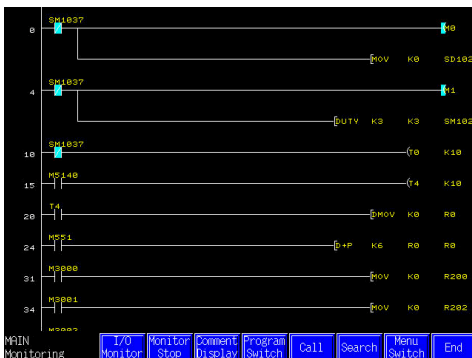 SM1037
0 M0
MOV K0 SD102
SM1037
4 M1
DUTY K3 K3 SM102
SM1037
10 T0 K10
M5140
15 T4 K10
T4
20 DMOV K0 R0
M551
24 D+P K6 R0 R0
M3000
31 MOV K0 R200
M3001
34 MOV K0 R202
M3002
MAIN
Monitoring
I/O Monitor
Monitor Stop
Comment Display
Program Switch
Call
Search
Menu Switch
End